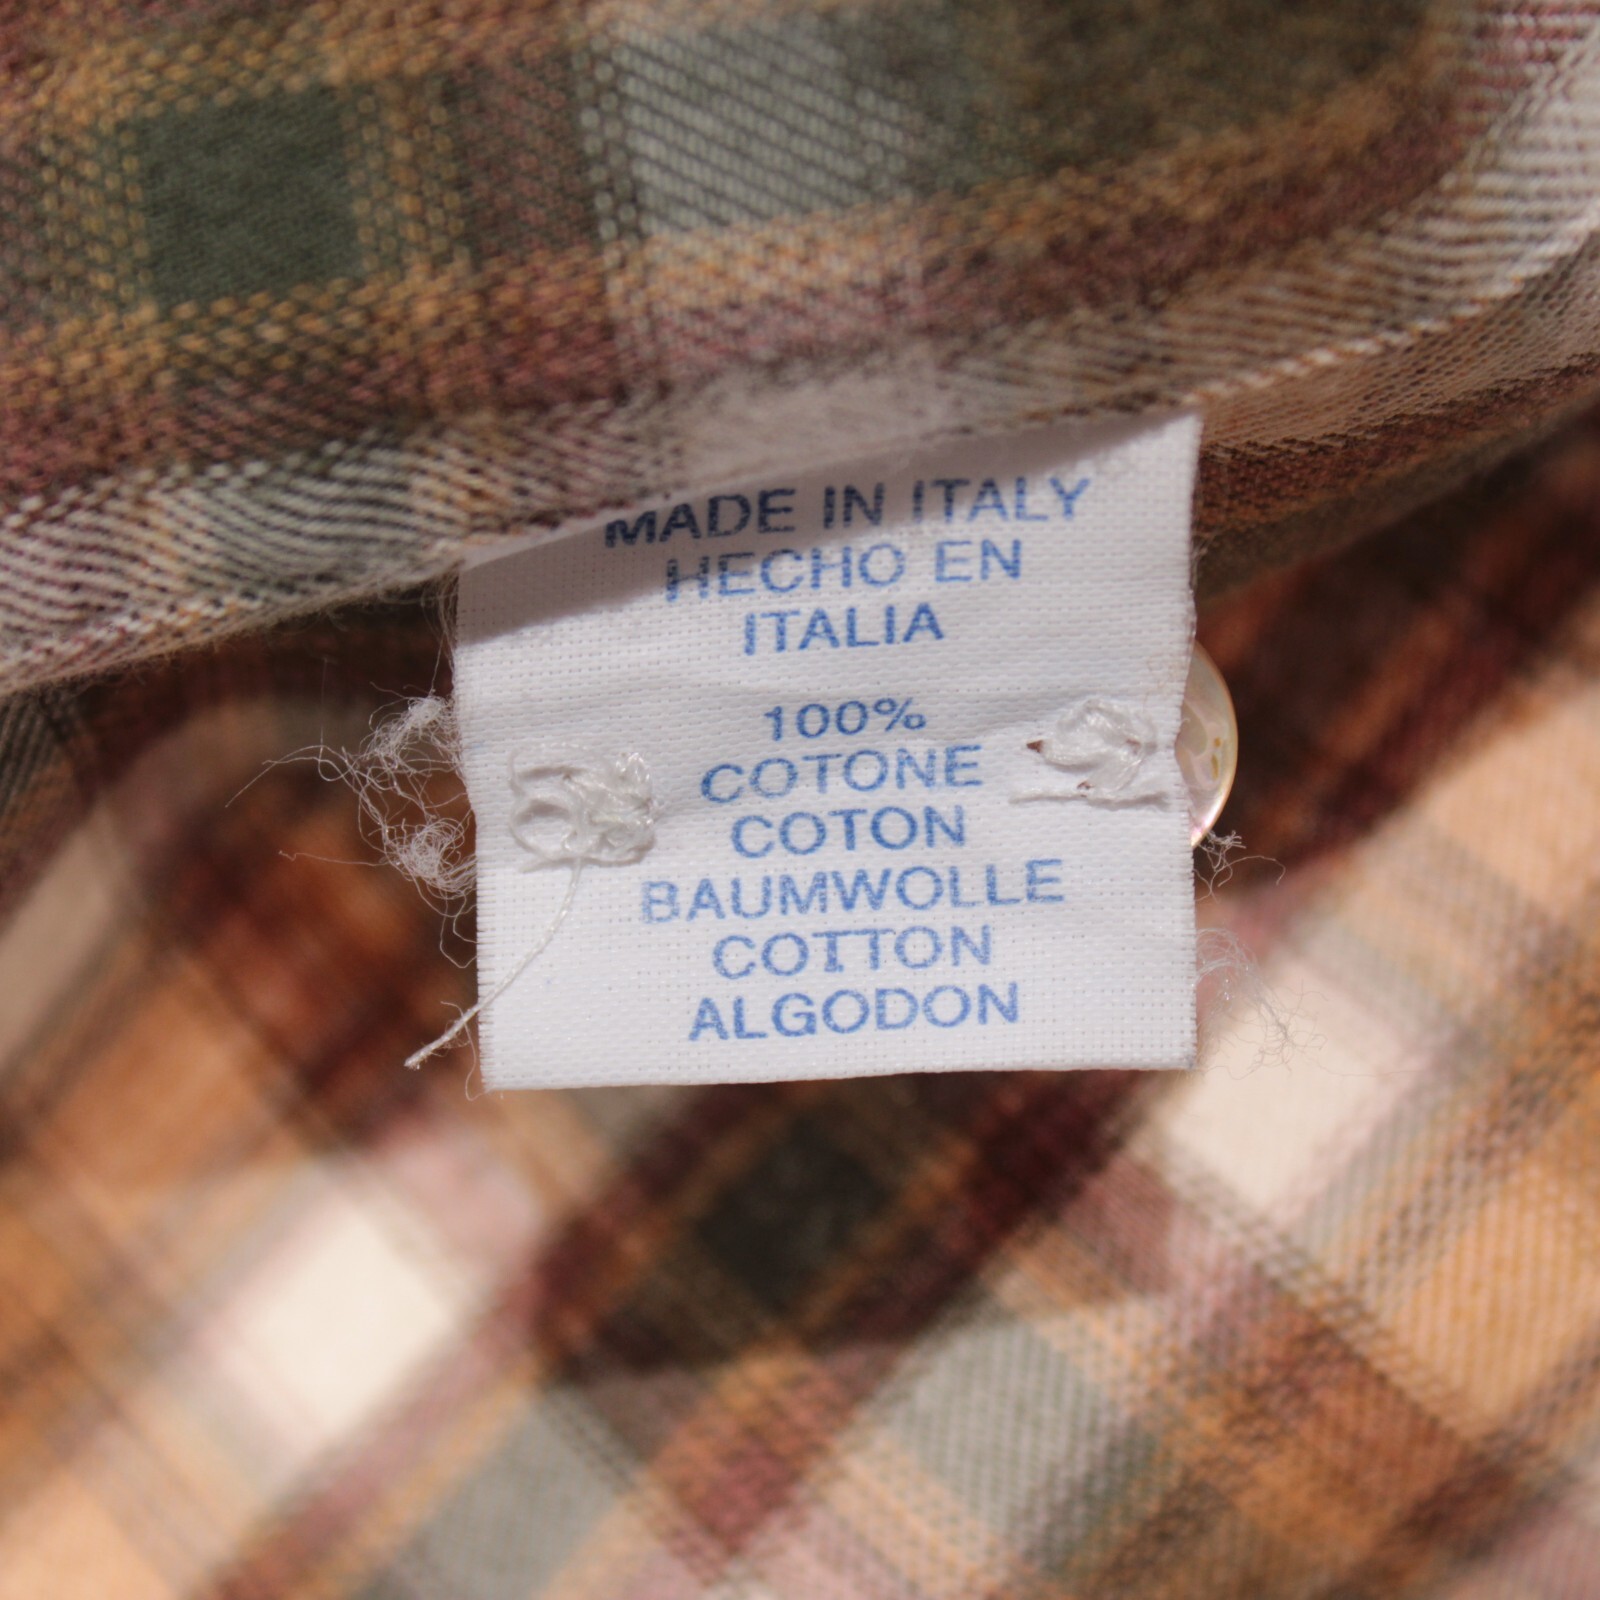 MADE IN ITALY
HECHO EN
ITALIA
100%
COTONE
COTON
BAUMWOLLE
COTTON
ALGODON